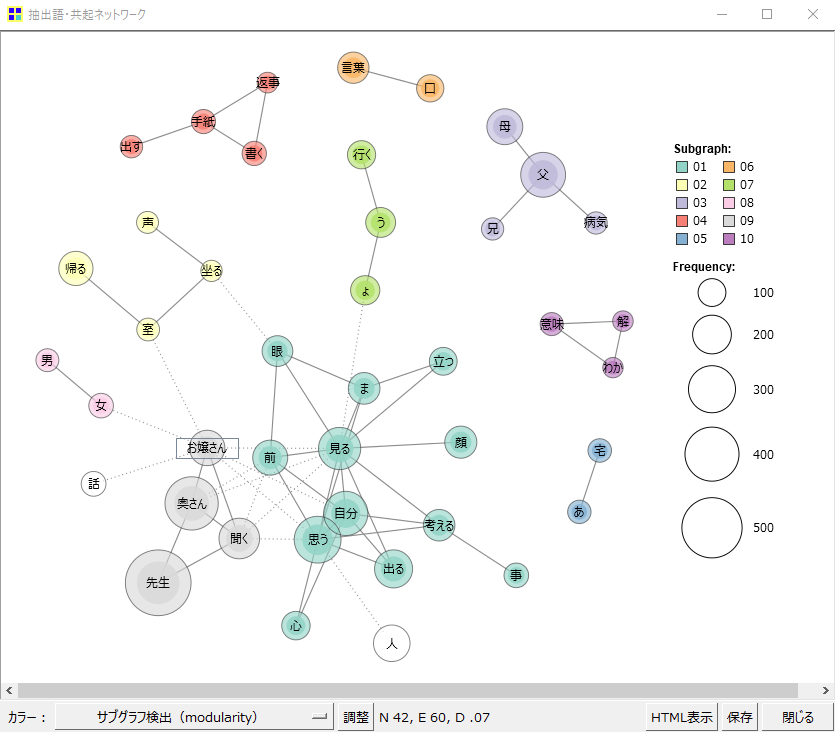 抽出語・共起ネットワーク
言葉
口
返事
手紙
出す
書く
母
父
兄
病気
行く
う
ょ
声
帰る
坐る
室
意味
解
わか
男
女
眼
ま
立つ
お嬢さん
前
見る
顔
宅
あ
話
奥さん
聞く
自分
思う
考える
先生
出る
事
心
人
Subgraph:
01 06
02 07
03 08
04 09
05 10
Frequency:
100
200
300
400
500
カラー：
サブグラフ検出（modularity）
調整
N 42, E 60, D .07
HTML表示
保存
閉じる